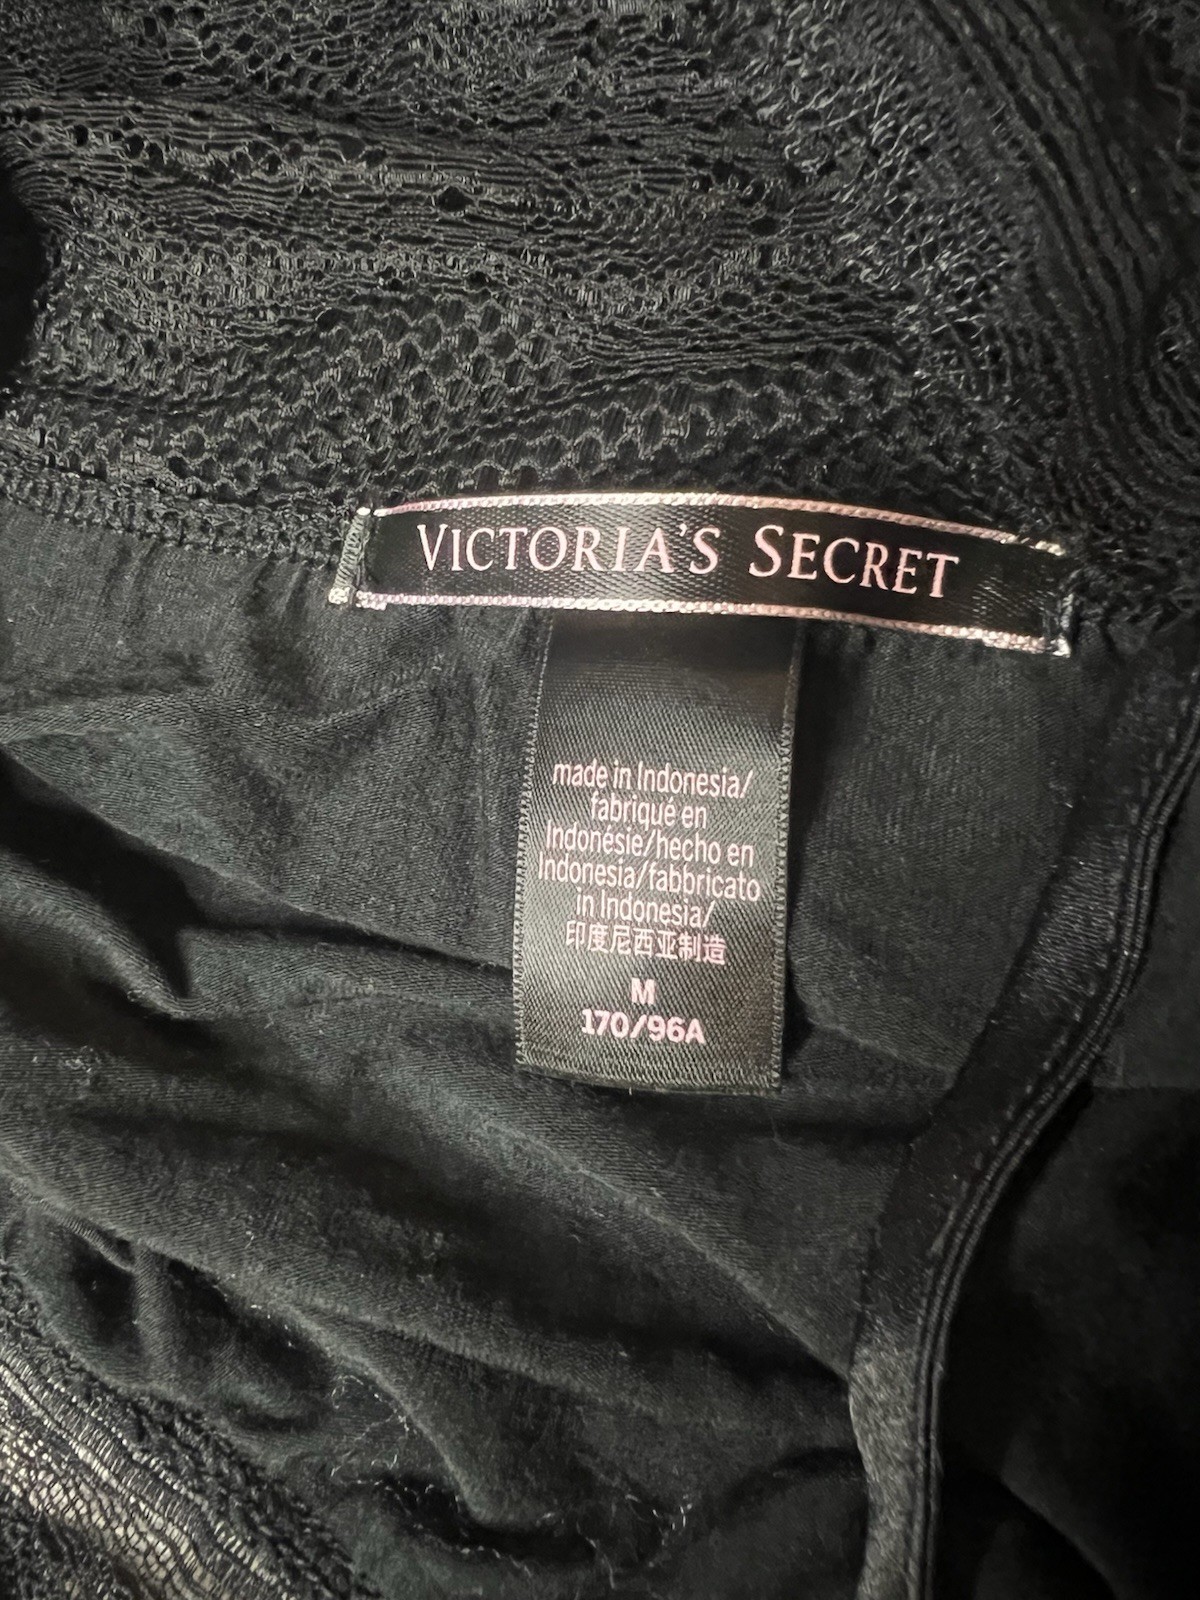 VICTORIA'S SECRET
made in Indonesia/
fabriqué en
Indonésie/hecho en
Indonesia/fabbricato
in Indonesia/
印度尼西亚制造
M
170/96A